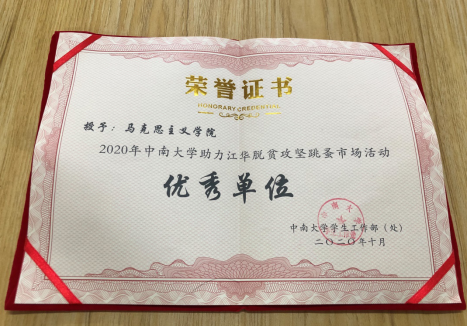 荣誉证书
HONORARY CREDENTIAL
授予：马克思主义学院
2020年中南大学助力江华脱贫攻坚跳蚤市场活动
优秀单位
中南大学学生工作部（处）
二〇二〇年十月